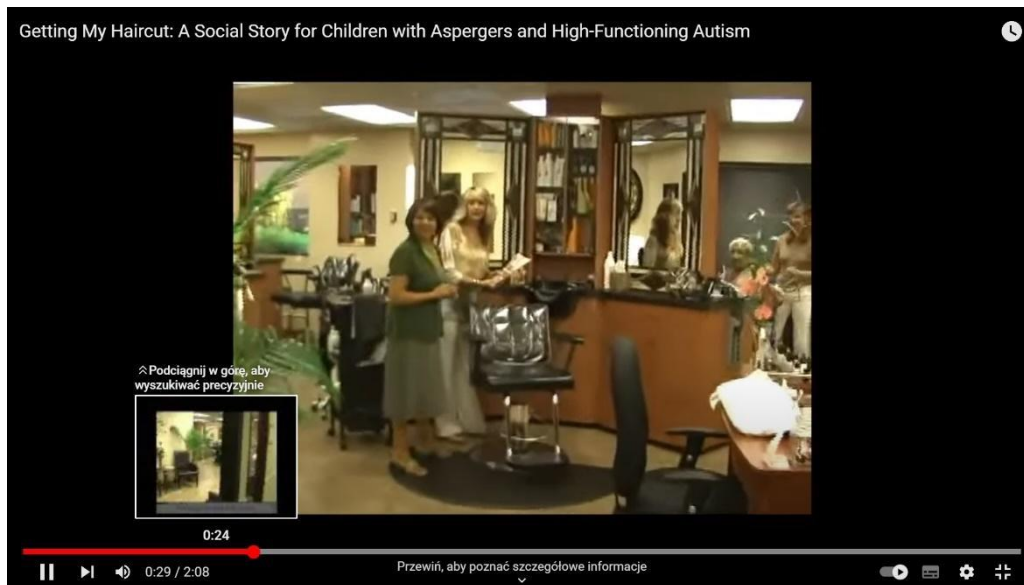 Getting My Haircut: A Social Story for Children with Aspergers and High-Functioning Autism
Podciągnij w górę, aby
wyszukiwać precyzyjnie
0:24
0:29 / 2:08
Przewiń, aby poznać szczegółowe informacje